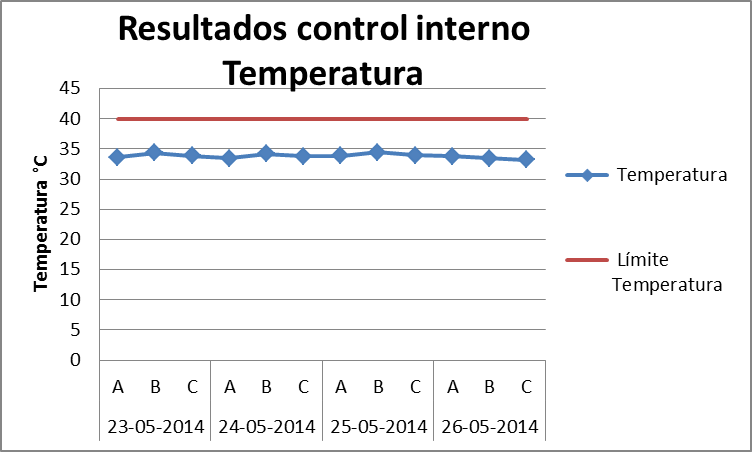 Resultados control interno
Temperatura
45
40
35
30
25
20
15
10
5
0
Temperatura °C
A B C A B C A B C A B C
23-05-2014 24-05-2014 25-05-2014 26-05-2014
Temperatura
Límite
Temperatura